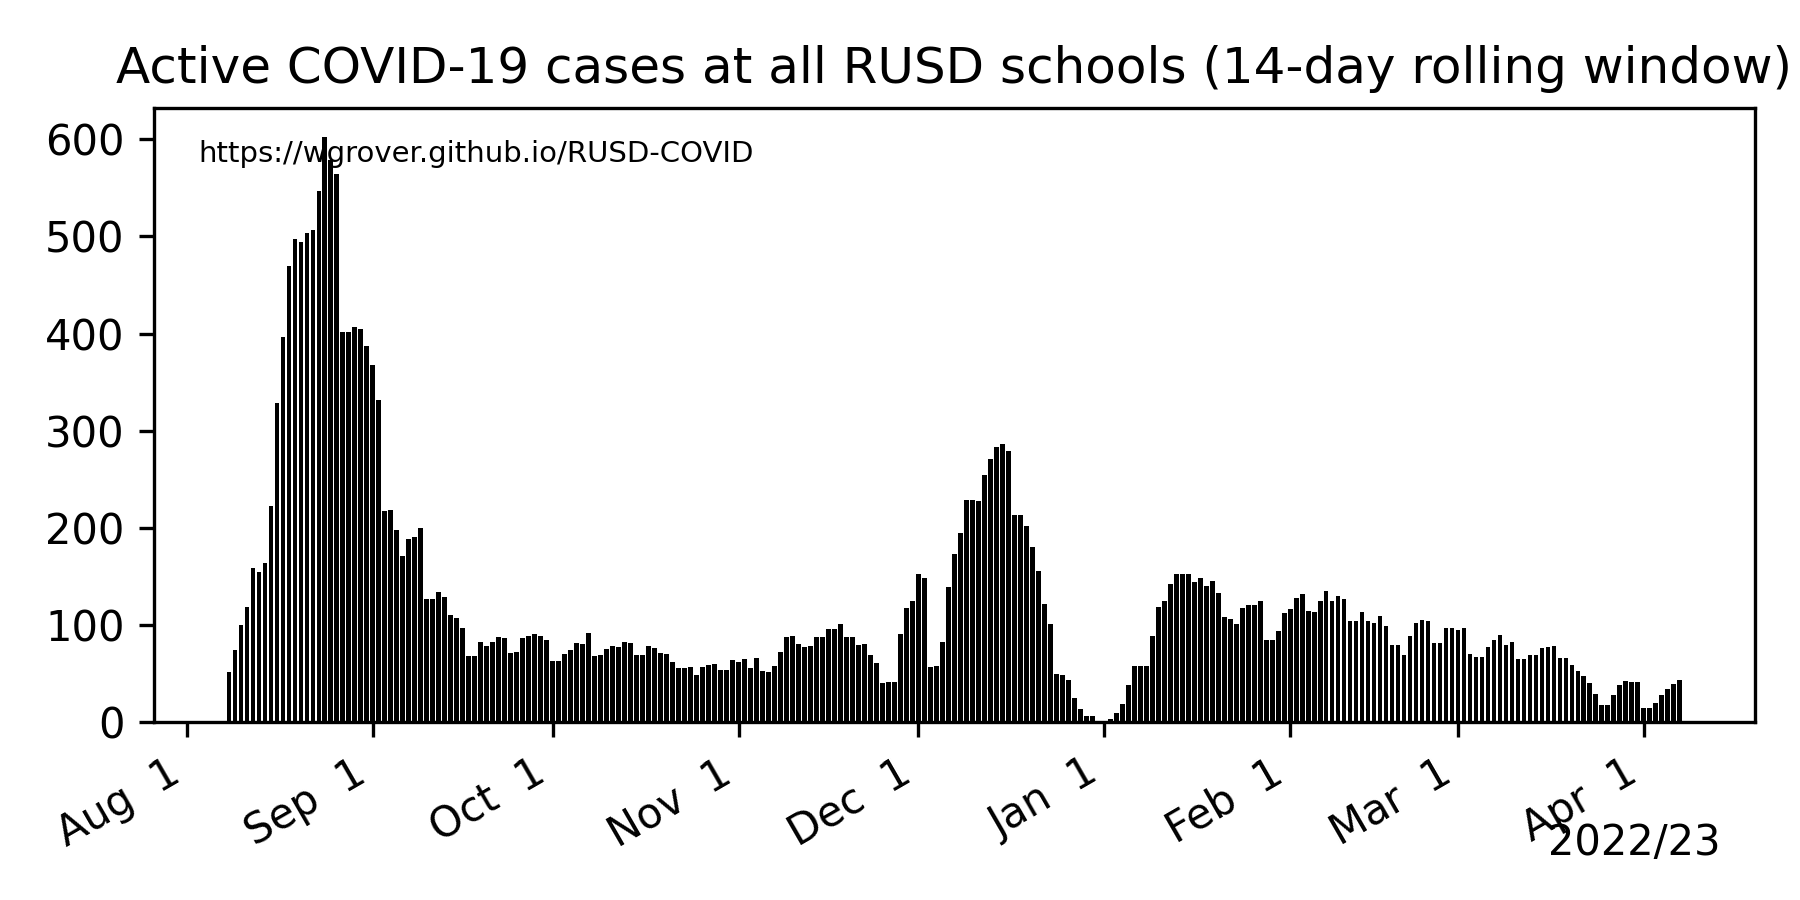 Active COVID-19 cases at all RUSD schools (14-day rolling window)
https://wgrover.github.io/RUSD-COVID
600
500
400
300
200
100
0
Aug 1
Sep 1
Oct 1
Nov 1
Dec 1
Jan 1
Feb 1
Mar 1
Apr 1
2022/23